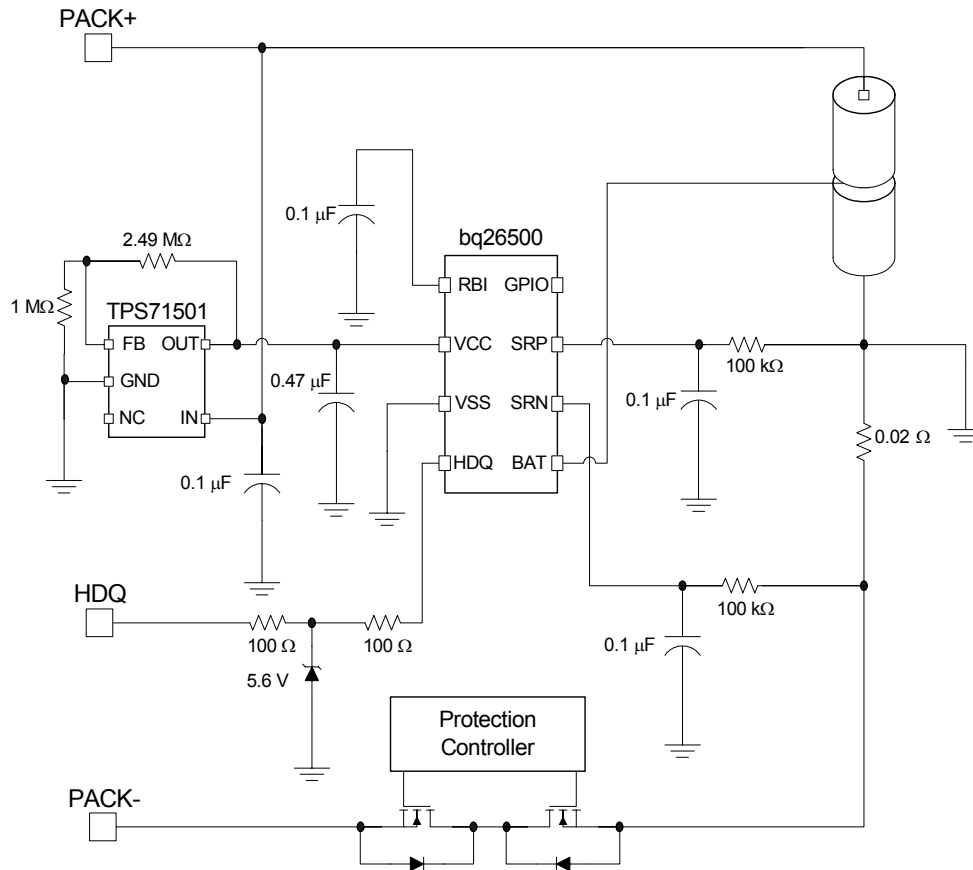 PACK+
0.1 μF
bq26500
2.49 MΩ
1 MΩ
TPS71501
RBI GPIO
FB OUT
VCC SRP
100 kΩ
GND
0.47 μF
0.1 μF
VSS SRN
NC IN
0.02 Ω
HDQ BAT
0.1 μF
HDQ
100 Ω
100 Ω
100 kΩ
0.1 μF
5.6 V
Protection
Controller
PACK-